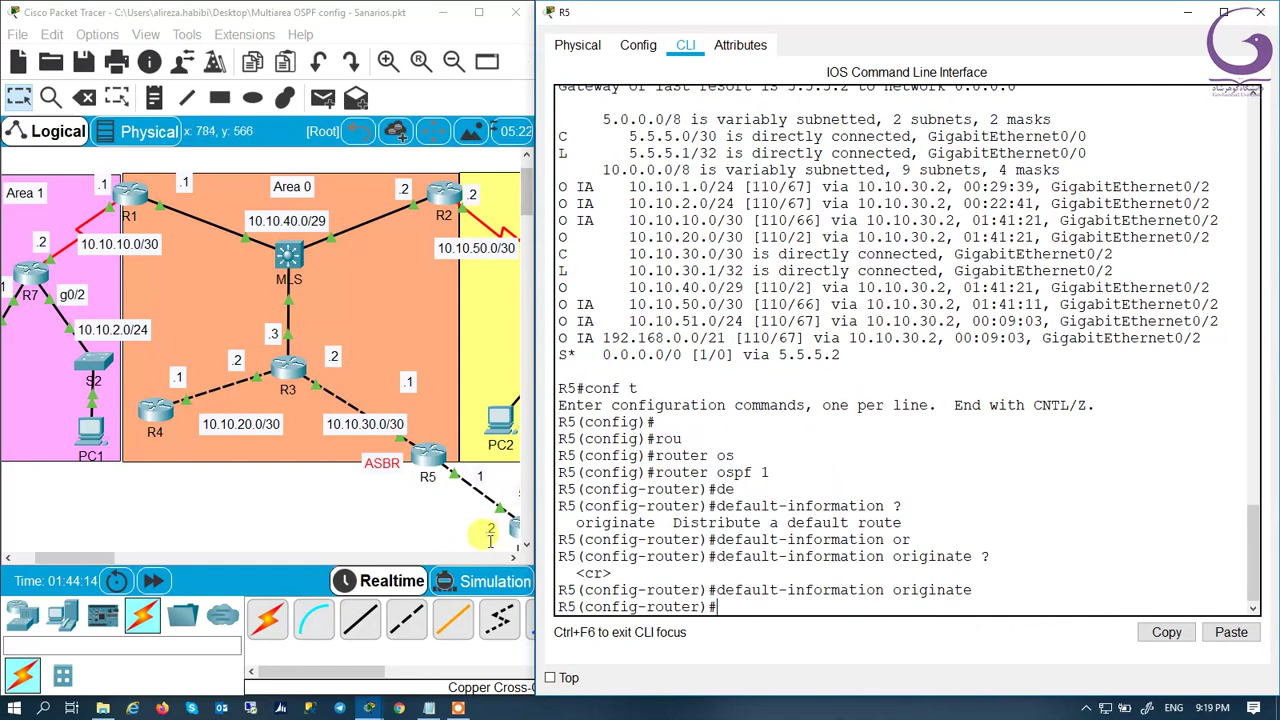 Cisco Packet Tracer - C:\Users\alireza.habibi\Desktop\Multiarea OSPF config - Sanarios.pkt
File Edit Options View Tools Extensions Help
Logical Physical x: 784, y: 566 [Root] 05:22
Area 1
.1
.1
Area 0
.2
.2
R1
R2
10.10.40.0/29
10.10.10.0/30
10.10.50.0/30
.2
MLS
R7
g0/2
10.10.2.0/24
.3
.2
.2
S2
R3
.1
.1
R4
10.10.20.0/30
10.10.30.0/30
PC2
PC1
ASBR
R5
1
.2
Time: 01:44:14 Realtime Simulation
Copper Cross-
R5
Physical Config CLI Attributes
IOS Command Line Interface
Gateway of last resort is 5.5.5.2 to network 0.0.0.0
5.0.0.0/8 is variably subnetted, 2 subnets, 2 masks
C 5.5.5.0/30 is directly connected, GigabitEthernet0/0
L 5.5.5.1/32 is directly connected, GigabitEthernet0/0
10.0.0.0/8 is variably subnetted, 9 subnets, 4 masks
O IA 10.10.1.0/24 [110/67] via 10.10.30.2, 00:29:39, GigabitEthernet0/2
O IA 10.10.2.0/24 [110/67] via 10.10.30.2, 00:22:41, GigabitEthernet0/2
O IA 10.10.10.0/30 [110/66] via 10.10.30.2, 01:41:21, GigabitEthernet0/2
O 10.10.20.0/30 [110/2] via 10.10.30.2, 01:41:21, GigabitEthernet0/2
C 10.10.30.0/30 is directly connected, GigabitEthernet0/2
L 10.10.30.1/32 is directly connected, GigabitEthernet0/2
O 10.10.40.0/29 [110/2] via 10.10.30.2, 01:41:21, GigabitEthernet0/2
O IA 10.10.50.0/30 [110/66] via 10.10.30.2, 01:41:11, GigabitEthernet0/2
O IA 10.10.51.0/24 [110/67] via 10.10.30.2, 00:09:03, GigabitEthernet0/2
O IA 192.168.0.0/21 [110/67] via 10.10.30.2, 00:09:03, GigabitEthernet0/2
S* 0.0.0.0/0 [1/0] via 5.5.5.2
R5#conf t
Enter configuration commands, one per line. End with CNTL/Z.
R5(config)#
R5(config)#rou
R5(config)#router os
R5(config)#router ospf 1
R5(config-router)#de
R5(config-router)#default-information ?
originate Distribute a default route
R5(config-router)#default-information or
R5(config-router)#default-information originate ?
<cr>
R5(config-router)#default-information originate
R5(config-router)#
Ctrl+F6 to exit CLI focus
Copy Paste
Top
9:19 PM